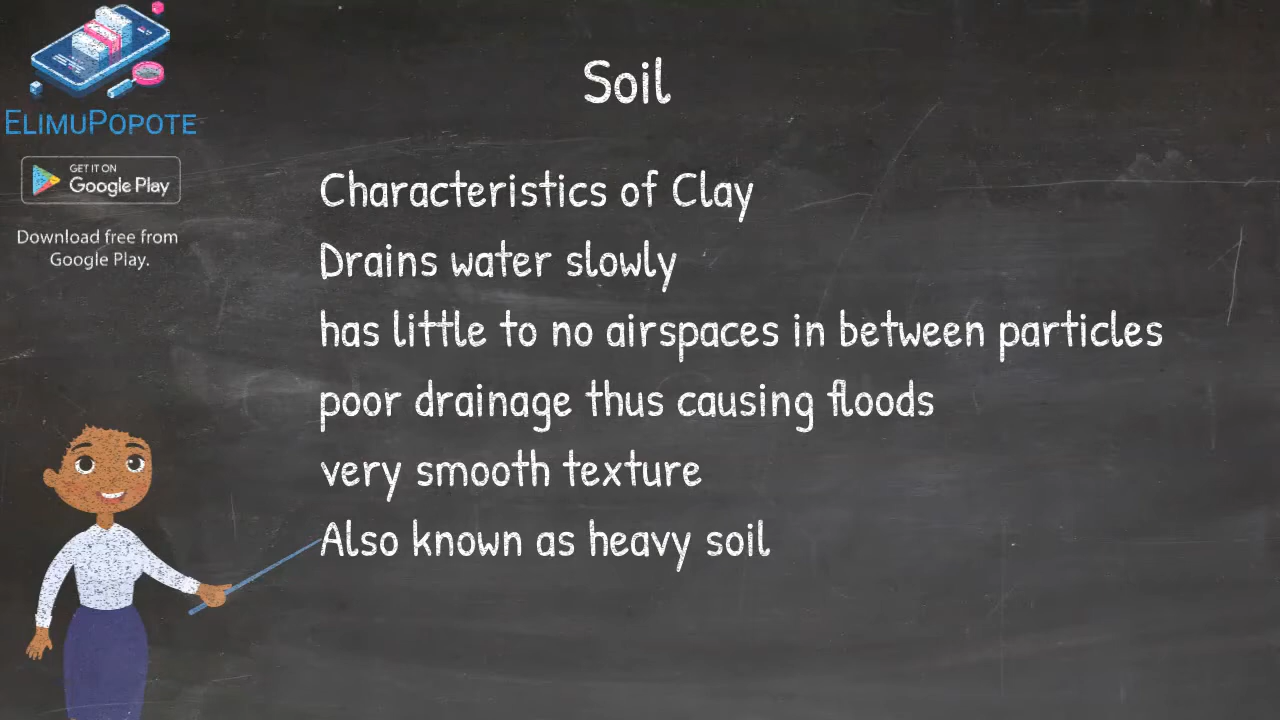 ELIMUPOPOTE
GET IT ON
Google Play
Download free from
Google Play.
Soil
Characteristics of Clay
Drains water slowly
has little to no airspaces in between particles
poor drainage thus causing floods
very smooth texture
Also known as heavy soil